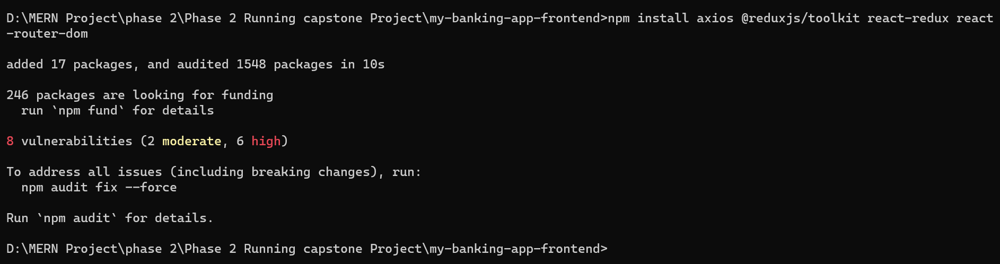 D:\MERN Project\phase 2\Phase 2 Running capstone Project\my-banking-app-frontend>npm install axios @reduxjs/toolkit react-redux react
-router-dom
added 17 packages, and audited 1548 packages in 10s
246 packages are looking for funding
  run `npm fund` for details
8 vulnerabilities (2 moderate, 6 high)
To address all issues (including breaking changes), run:
  npm audit fix --force
Run `npm audit` for details.
D:\MERN Project\phase 2\Phase 2 Running capstone Project\my-banking-app-frontend>